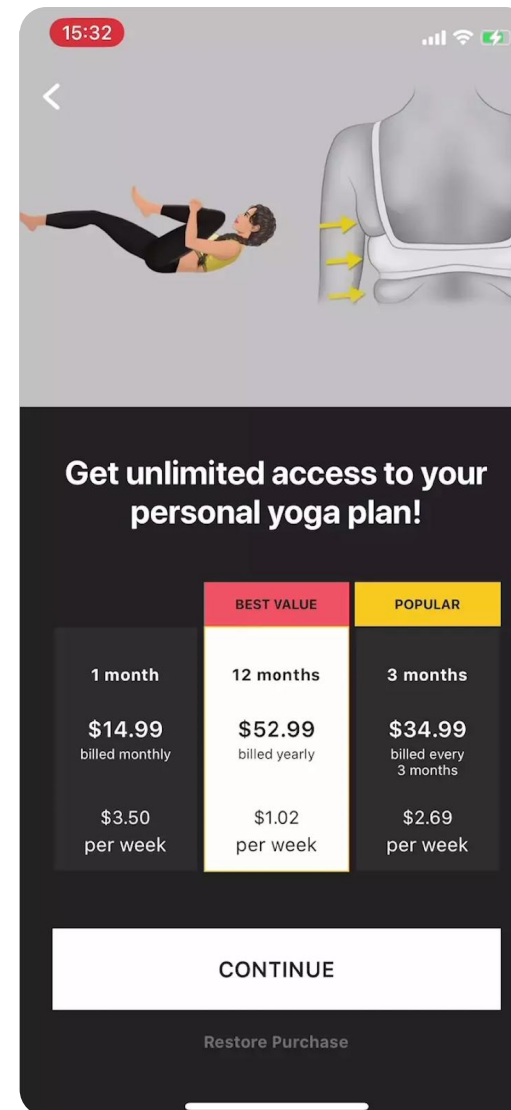 15:32
Get unlimited access to your
personal yoga plan!
BEST VALUE
POPULAR
1 month
$14.99
billed monthly
$3.50
per week
12 months
$52.99
billed yearly
$1.02
per week
3 months
$34.99
billed every
3 months
$2.69
per week
CONTINUE
Restore Purchase